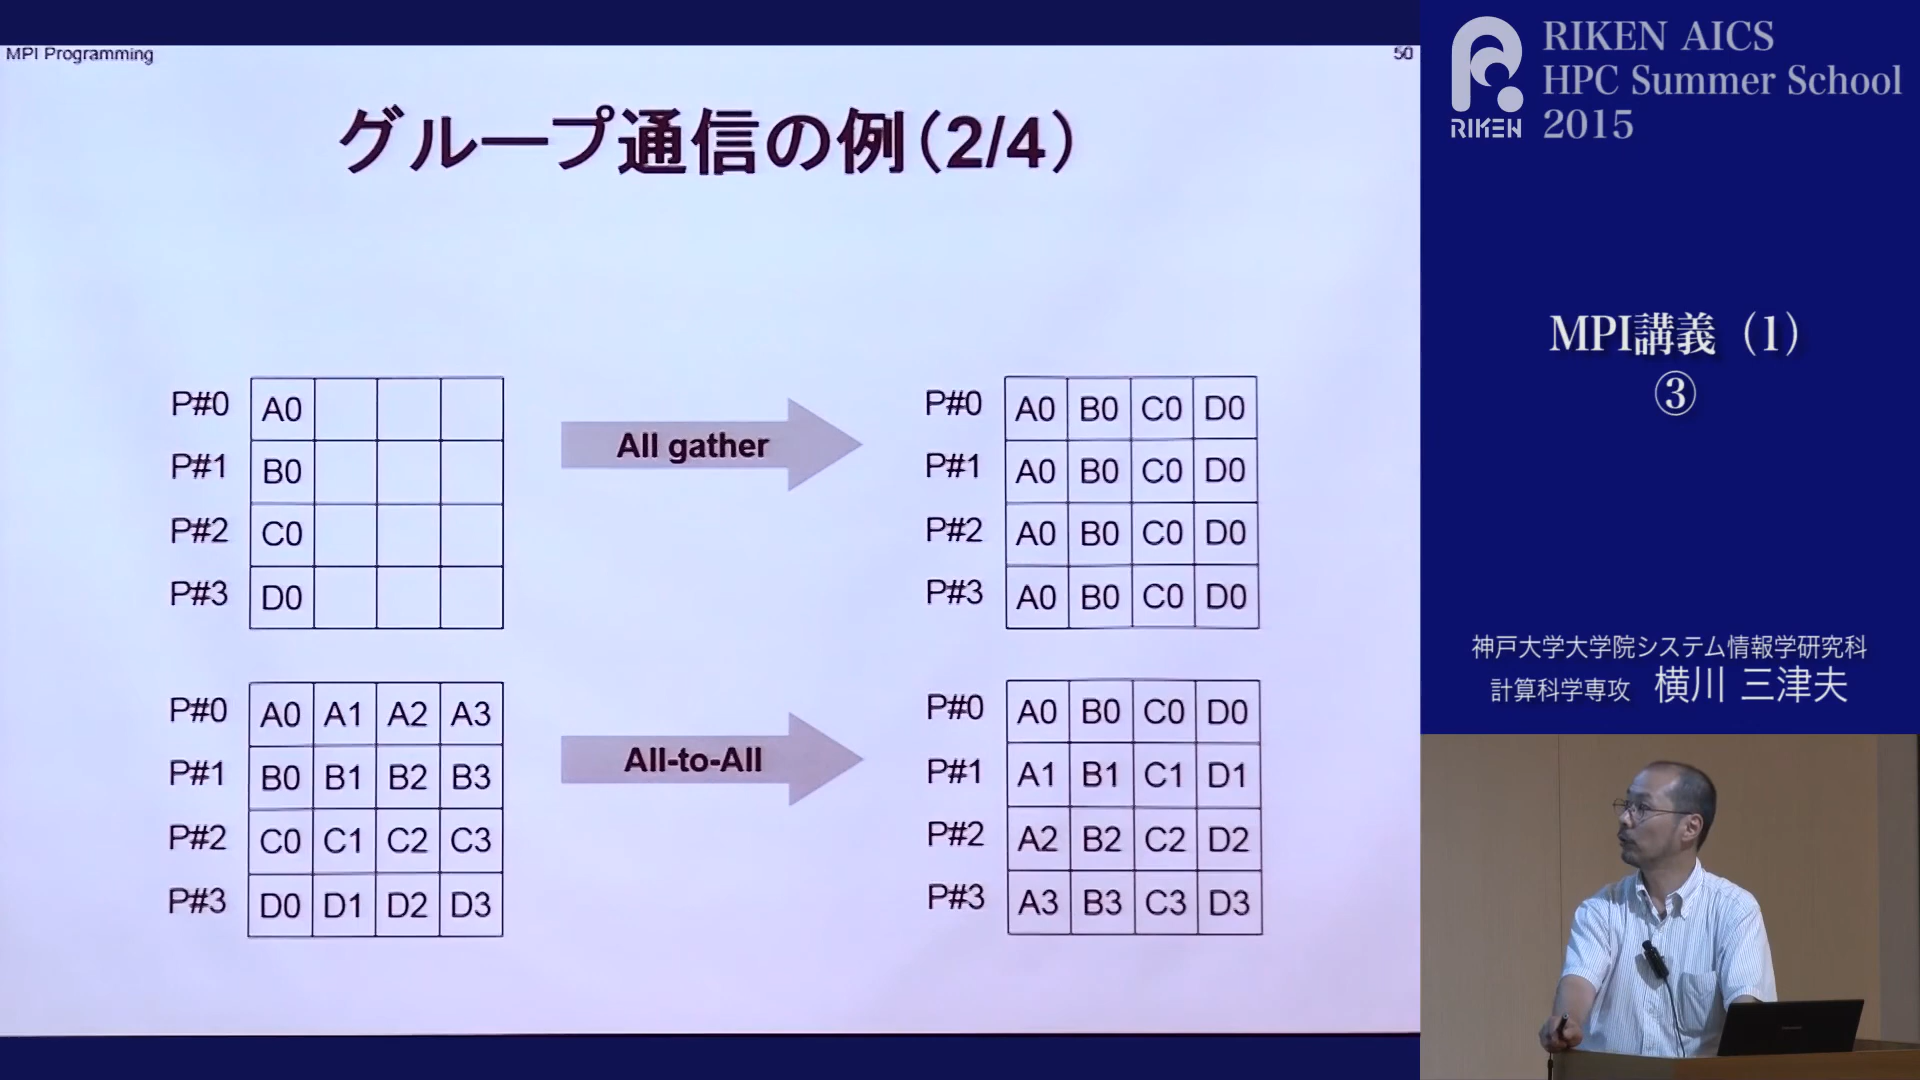 MPI Programming
50
グループ通信の例(2/4)
P#0 A0
P#1 B0
P#2 C0
P#3 D0
All gather
P#0 A0 B0 C0 D0
P#1 A0 B0 C0 D0
P#2 A0 B0 C0 D0
P#3 A0 B0 C0 D0
P#0 A0 A1 A2 A3
P#1 B0 B1 B2 B3
P#2 C0 C1 C2 C3
P#3 D0 D1 D2 D3
All-to-All
P#0 A0 B0 C0 D0
P#1 A1 B1 C1 D1
P#2 A2 B2 C2 D2
P#3 A3 B3 C3 D3
RIKEN
RIKEN AICS
HPC Summer School
2015
MPI講義(1)
③
神戸大学大学院システム情報学研究科
計算科学専攻 横川 三津夫